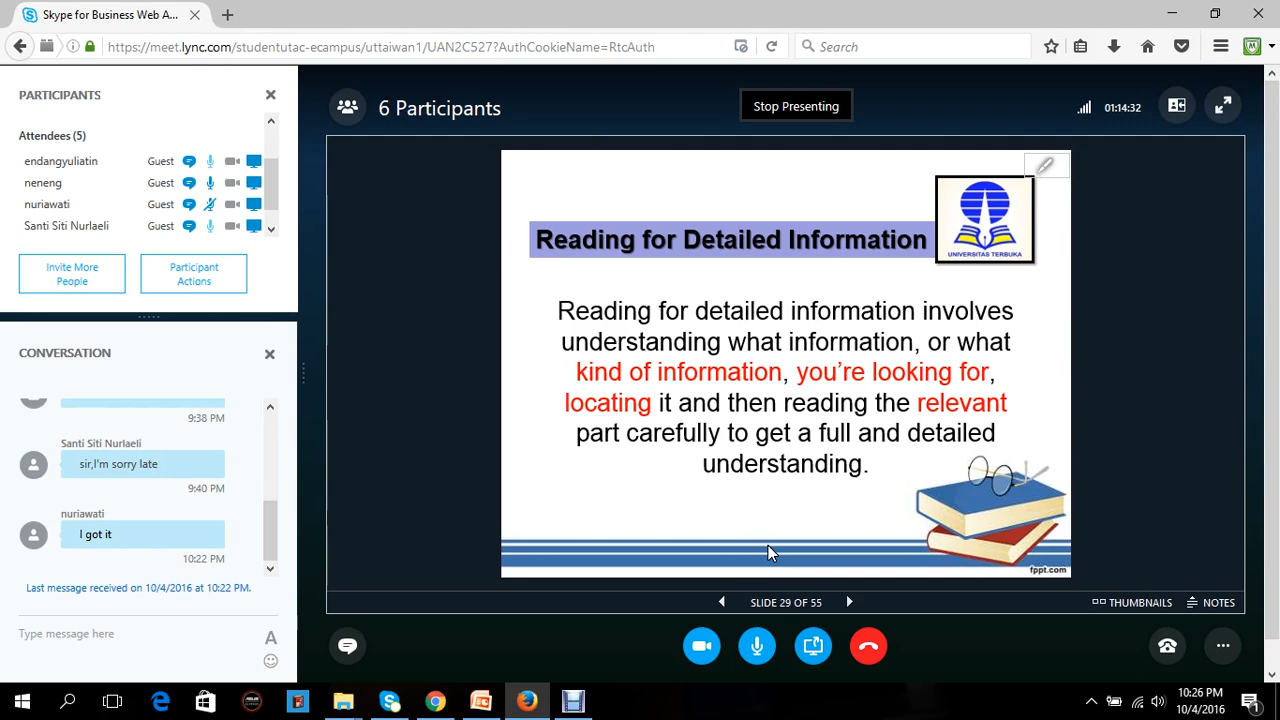 Skype for Business Web A...
https://meet.lync.com/studentutac-ecampus/uttaiwan1/UAN2C527?AuthCookieName=RtcAuth
Search
PARTICIPANTS
Attendees (5)
endangyuliatin Guest
neneng Guest
nuriawati Guest
Santi Siti Nurlaeli Guest
Invite More
People
Participant
Actions
CONVERSATION
9:38 PM
Santi Siti Nurlaeli
sir,I'm sorry late
9:40 PM
nuriawati
I got it
10:22 PM
Last message received on 10/4/2016 at 10:22 PM.
Type message here
A
6 Participants
Stop Presenting
01:14:32
Reading for Detailed Information
UNIVERSITAS TERBUKA
Reading for detailed information involves
understanding what information, or what
kind of information, you’re looking for,
locating it and then reading the relevant
part carefully to get a full and detailed
understanding.
fppt.com
SLIDE 29 OF 55
THUMBNAILS
NOTES
10:26 PM
10/4/2016